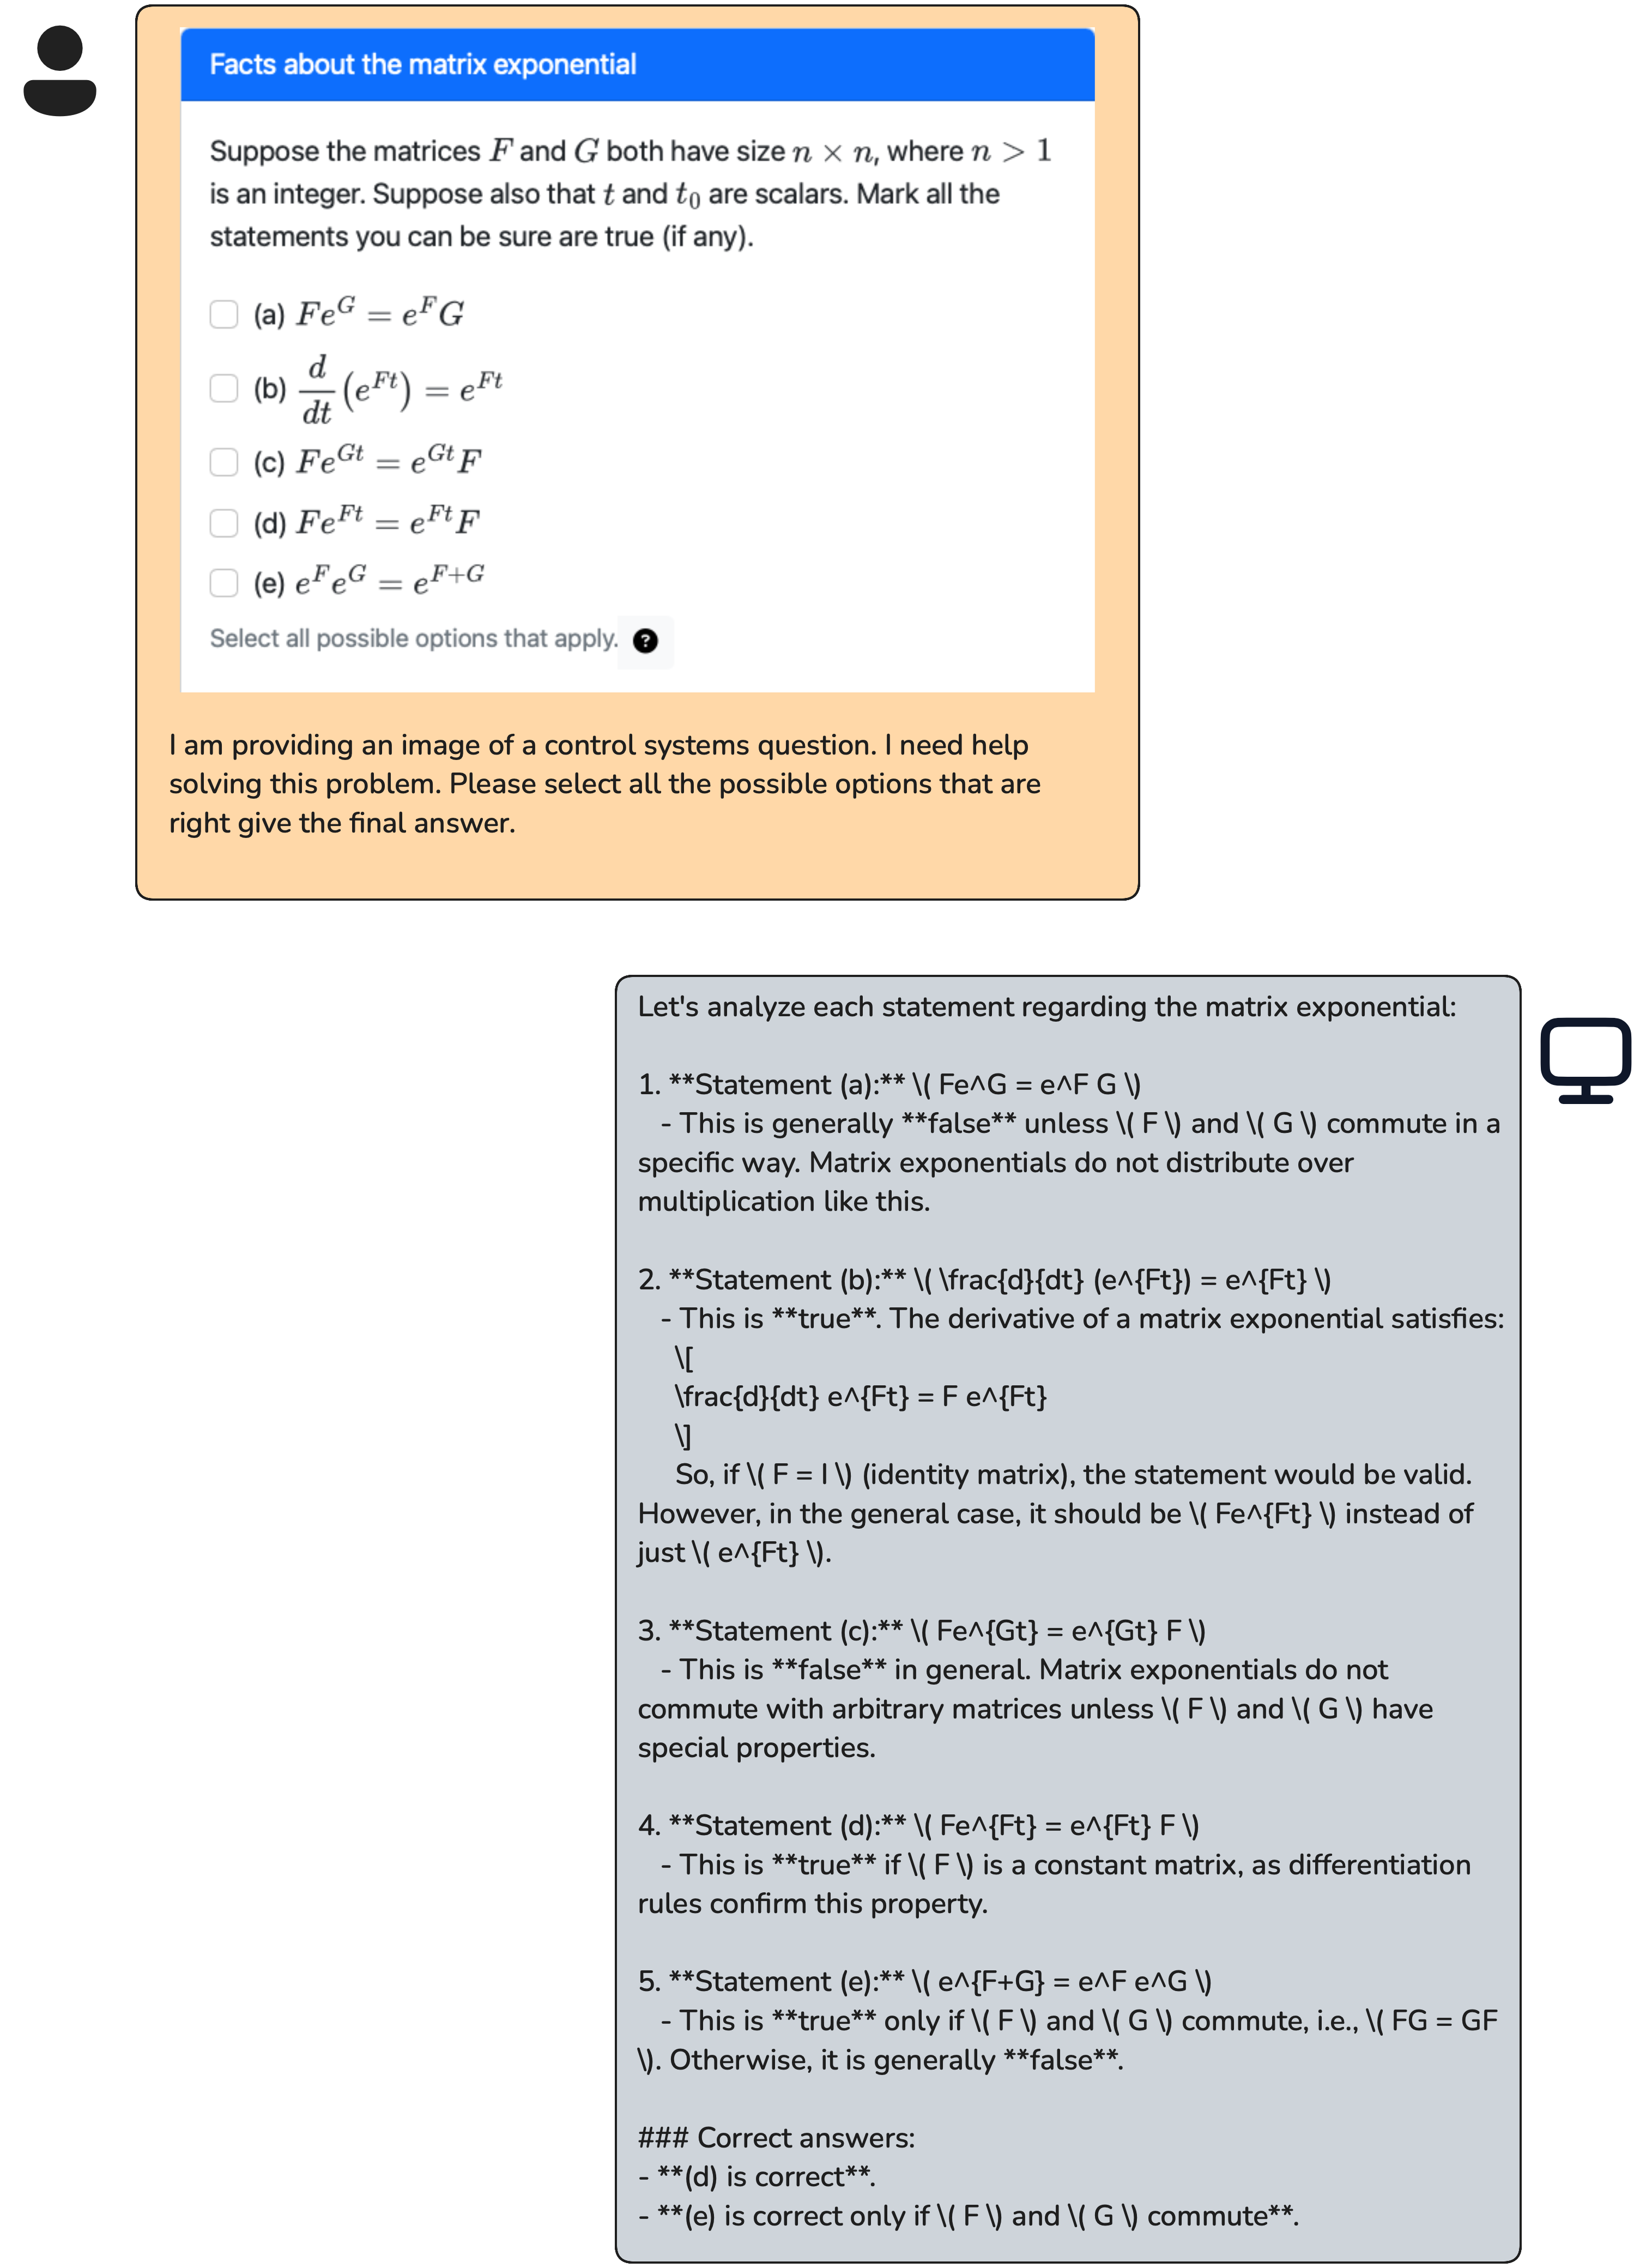 Facts about the matrix exponential
Suppose the matrices F and G both have size n × n, where n > 1
is an integer. Suppose also that t and t₀ are scalars. Mark all the
statements you can be sure are true (if any).
(a) Fe^G = e^F G
(b) d/dt (e^{Ft}) = e^{Ft}
(c) Fe^{Gt} = e^{Gt} F
(d) Fe^{Ft} = e^{Ft} F
(e) e^F e^G = e^{F+G}
Select all possible options that apply. ?
I am providing an image of a control systems question. I need help
solving this problem. Please select all the possible options that are
right give the final answer.
Let's analyze each statement regarding the matrix exponential:
1. **Statement (a):** \( Fe^G = e^F G \)
- This is generally **false** unless \( F \) and \( G \) commute in a
specific way. Matrix exponentials do not distribute over
multiplication like this.
2. **Statement (b):** \( \frac{d}{dt} (e^{Ft}) = e^{Ft} \)
- This is **true**. The derivative of a matrix exponential satisfies:
\[
\frac{d}{dt} e^{Ft} = F e^{Ft}
\]
So, if \( F = I \) (identity matrix), the statement would be valid.
However, in the general case, it should be \( Fe^{Ft} \) instead of
just \( e^{Ft} \).
3. **Statement (c):** \( Fe^{Gt} = e^{Gt} F \)
- This is **false** in general. Matrix exponentials do not
commute with arbitrary matrices unless \( F \) and \( G \) have
special properties.
4. **Statement (d):** \( Fe^{Ft} = e^{Ft} F \)
- This is **true** if \( F \) is a constant matrix, as differentiation
rules confirm this property.
5. **Statement (e):** \( e^{F+G} = e^F e^G \)
- This is **true** only if \( F \) and \( G \) commute, i.e., \( FG = GF
\). Otherwise, it is generally **false**.
### Correct answers:
- **(d) is correct**.
- **(e) is correct only if \( F \) and \( G \) commute**.